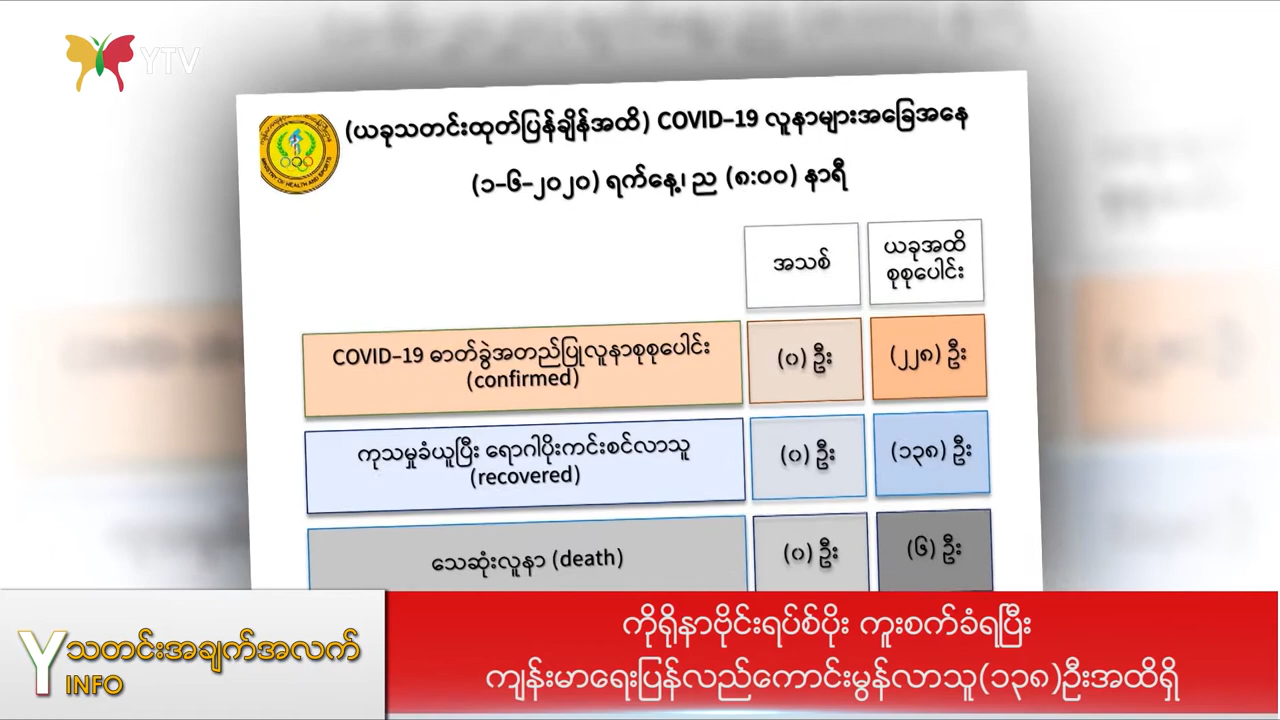 YTV
(ယခုသတင်းထုတ်ပြန်ချိန်အထိ) COVID-19 လူနာများအခြေအနေ
(၁-၆-၂၀၂၀) ရက်နေ့၊ ည (၈:၀၀) နာရီ
MINISTRY OF HEALTH AND SPORTS
အသစ်
ယခုအထိ
စုစုပေါင်း
COVID-19 ဓာတ်ခွဲအတည်ပြုလူနာစုစုပေါင်း
(confirmed)
(၀) ဦး
(၂၂၈) ဦး
ကုသမှုခံယူပြီး ရောဂါပိုးကင်းစင်လာသူ
(recovered)
(၀) ဦး
(၁၃၈) ဦး
သေဆုံးလူနာ (death)
(၀) ဦး
(၆) ဦး
Y သတင်းအချက်အလက်
INFO
ကိုရိုနာဗိုင်းရပ်စ်ပိုး ကူးစက်ခံရပြီး
ကျန်းမာရေးပြန်လည်ကောင်းမွန်လာသူ(၁၃၈)ဦးအထိရှိ